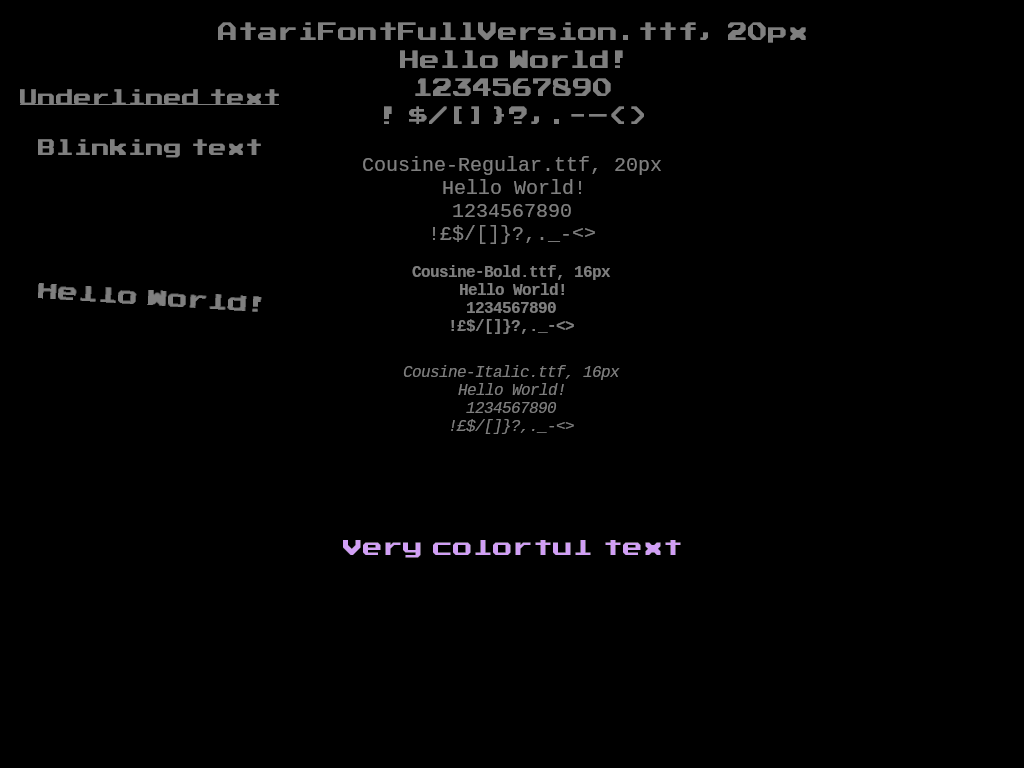 AtariFontFullVersion.ttf, 20px
Hello World!
1234567890
! $/[]}?,.--<>
Underlined text
Blinking text
Cousine-Regular.ttf, 20px
Hello World!
1234567890
!£$/[]}?,._-<>
Cousine-Bold.ttf, 16px
Hello World!
1234567890
!£$/[]}?,._-<>
Hello World!
Cousine-Italic.ttf, 16px
Hello World!
1234567890
!£$/[]}?,._-<>
Very colorful text